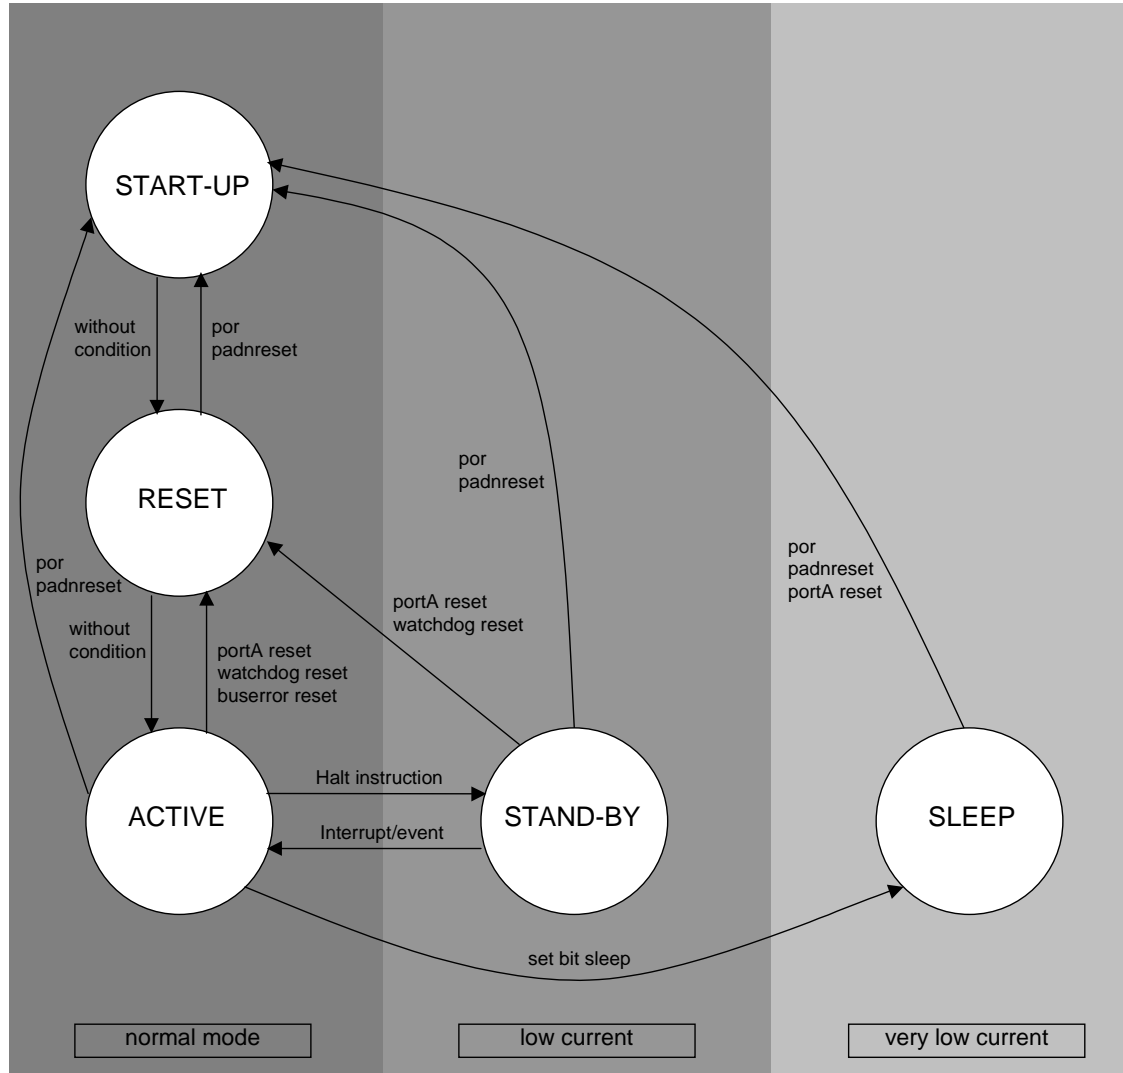 START-UP
without
condition
por
padnreset
por
padnreset
RESET
por
padnreset
por
padnreset
portA reset
portA reset
watchdog reset
without
condition
portA reset
watchdog reset
buserror reset
Halt instruction
ACTIVE
STAND-BY
SLEEP
Interrupt/event
set bit sleep
normal mode
low current
very low current